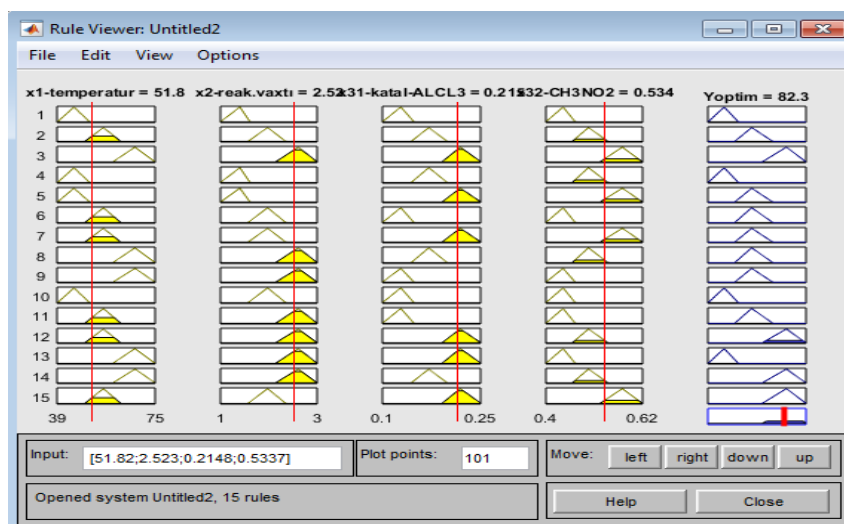 Rule Viewer: Untitled2
File Edit View Options
x1-temperatur = 51.8 x2-reak.vaxtı = 2.52 x31-katal-ALCL3 = 0.215 x32-CH3NO2 = 0.534 Yoptim = 82.3
1
2
3
4
5
6
7
8
9
10
11
12
13
14
15
39 75 1 3 0.1 0.25 0.4 0.62
Input: [51.82;2.523;0.2148;0.5337] Plot points: 101 Move: left right down up
Opened system Untitled2, 15 rules Help Close